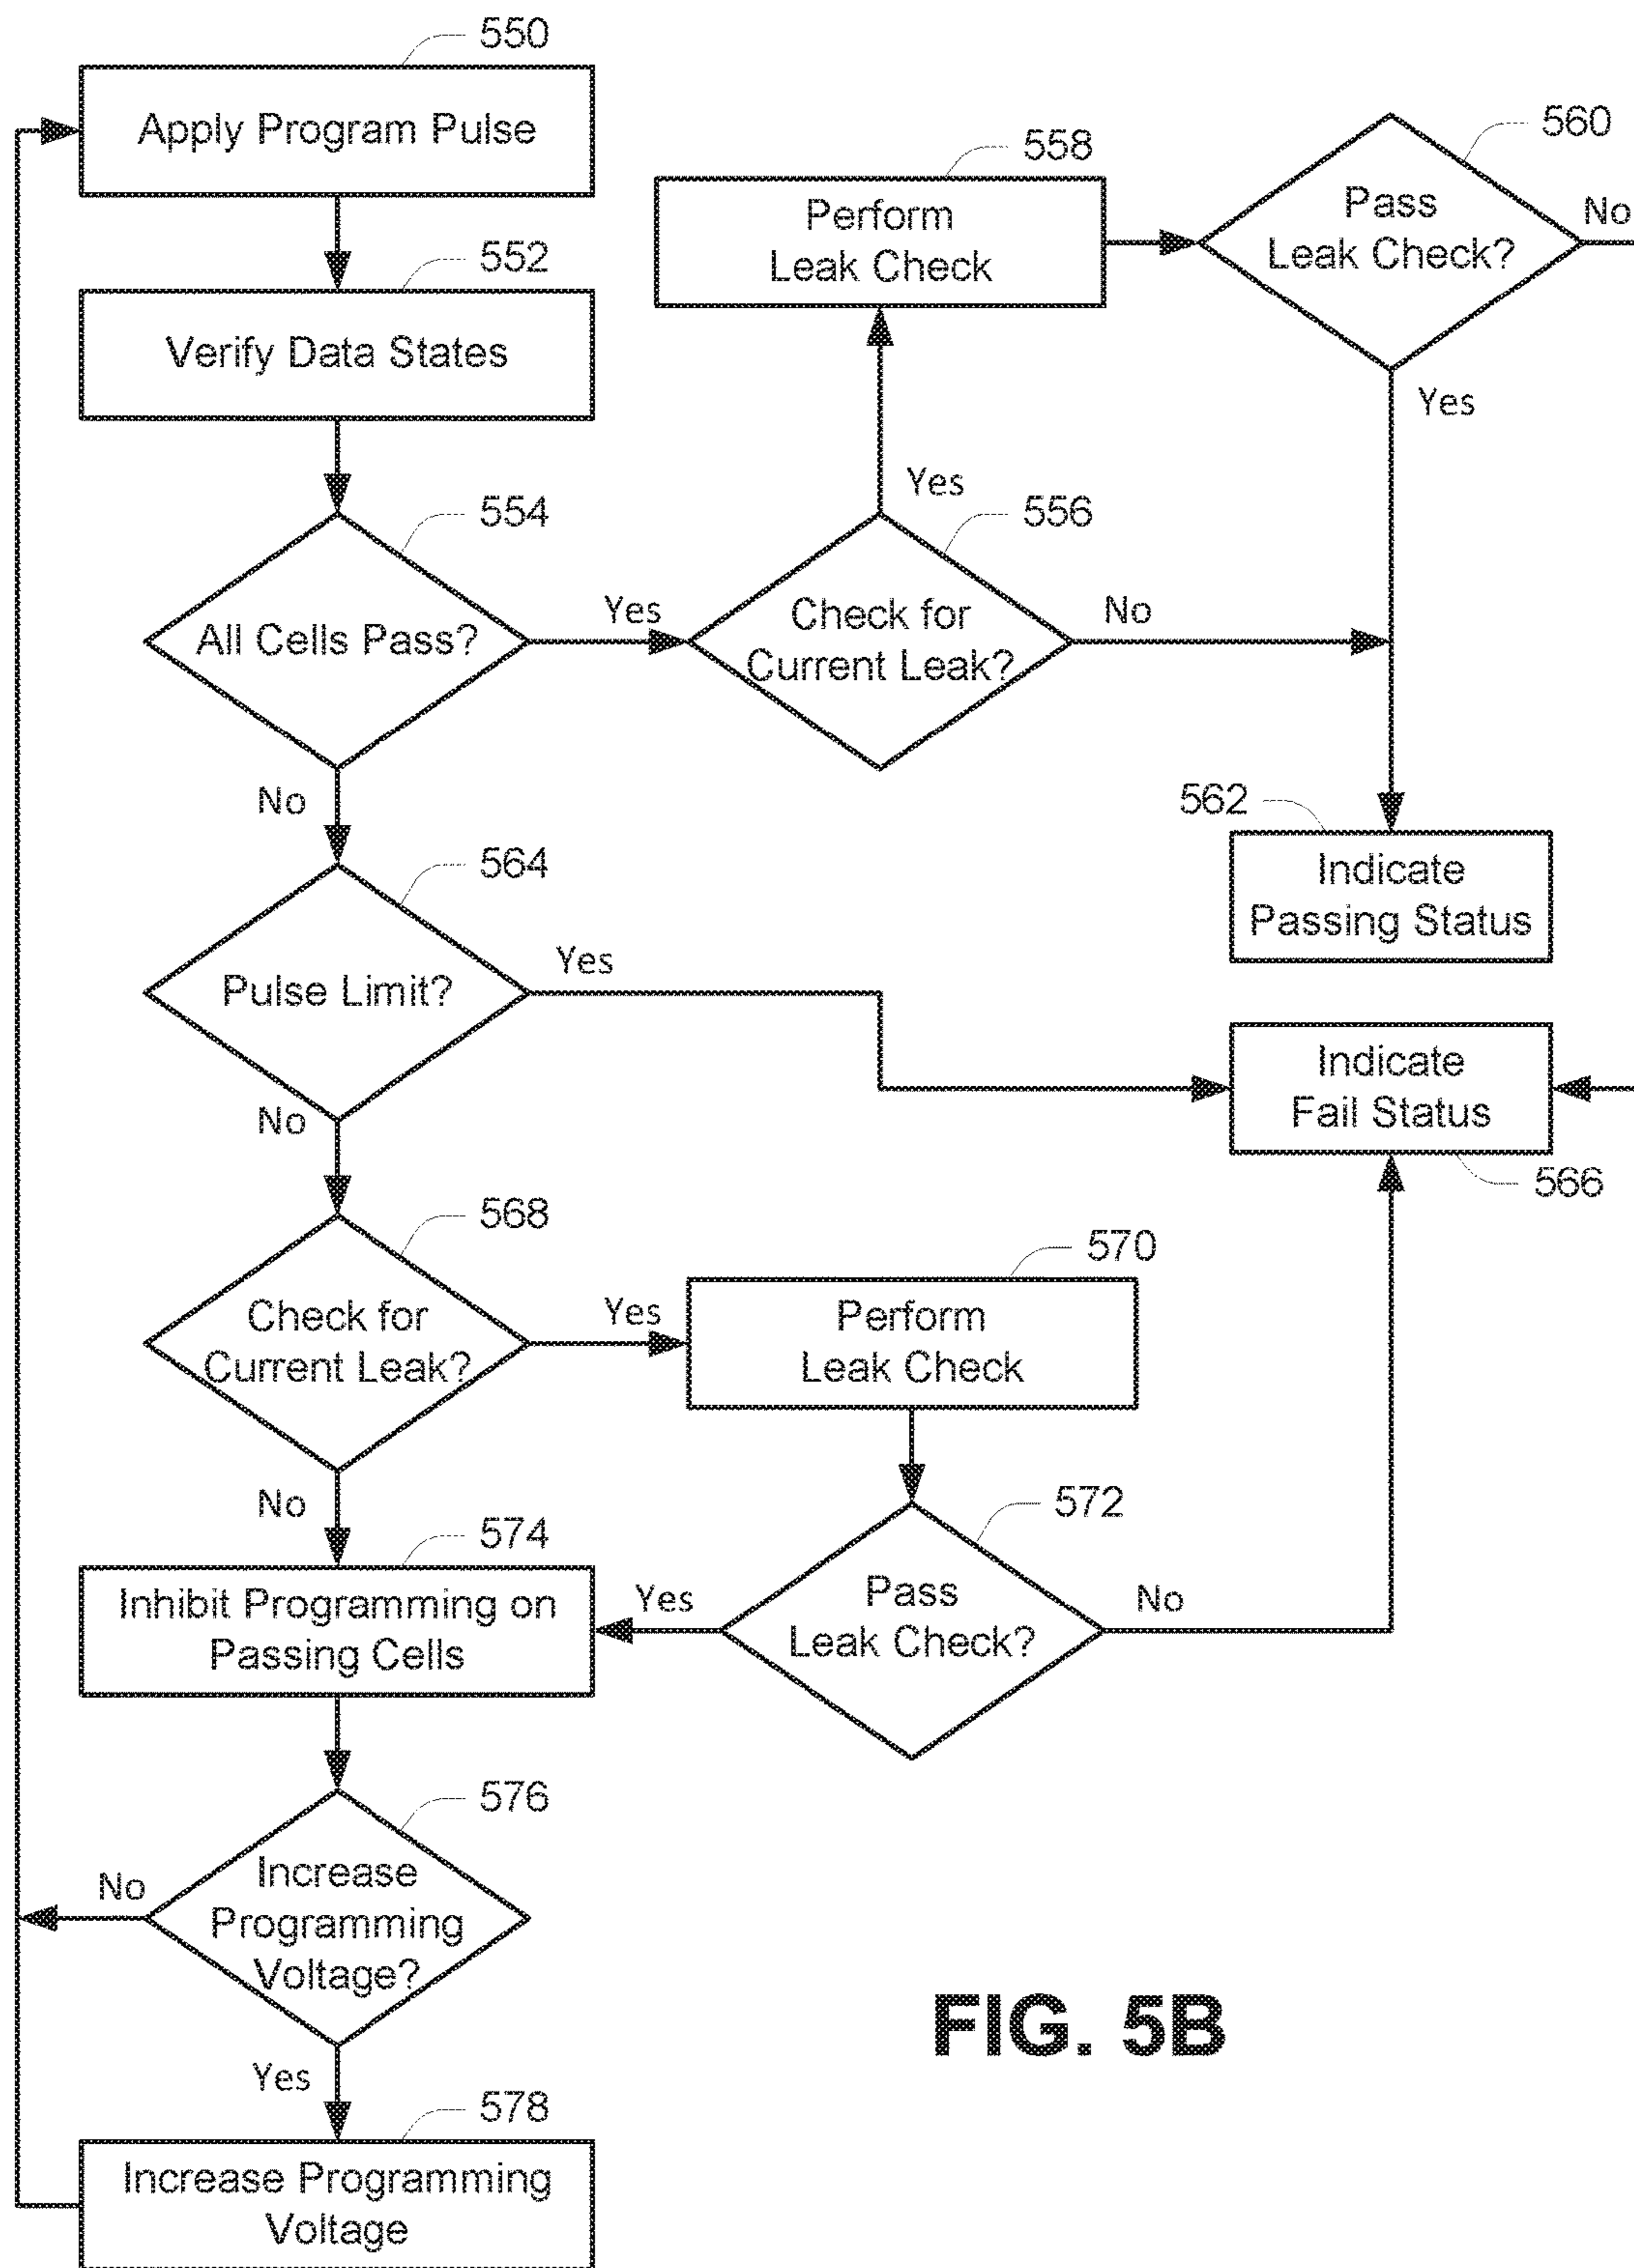 550
Apply Program Pulse
552
Verify Data States
554
All Cells Pass?
Yes
No
556
Check for
Current Leak?
Yes
No
558
Perform
Leak Check
560
Pass
Leak Check?
No
Yes
562
Indicate
Passing Status
564
Pulse Limit?
Yes
No
Indicate
Fail Status
566
568
Check for
Current Leak?
Yes
No
570
Perform
Leak Check
572
Pass
Leak Check?
Yes
No
574
Inhibit Programming on
Passing Cells
576
Increase
Programming
Voltage?
No
Yes
578
Increase Programming
Voltage
FIG. 5B